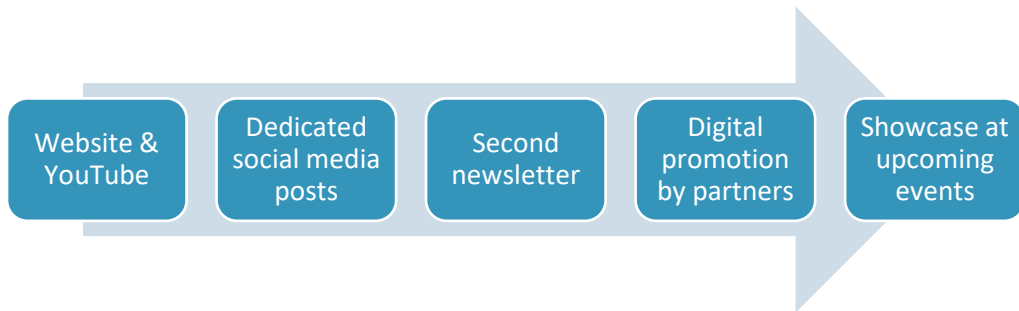 Website &
YouTube
Dedicated
social media
posts
Second
newsletter
Digital
promotion
by partners
Showcase at
upcoming
events